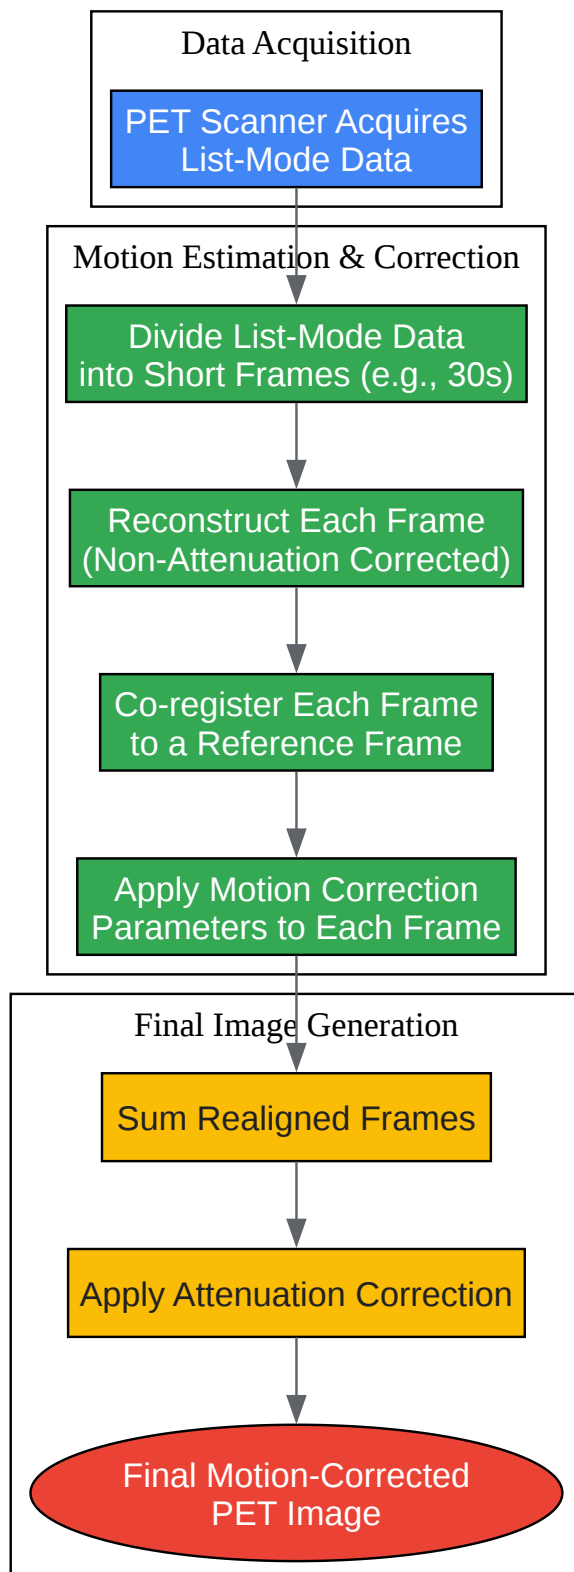 Data Acquisition
PET Scanner Acquires
List-Mode Data
Motion Estimation & Correction
Divide List-Mode Data
into Short Frames (e.g., 30s)
Reconstruct Each Frame
(Non-Attenuation Corrected)
Co-register Each Frame
to a Reference Frame
Apply Motion Correction
Parameters to Each Frame
Final Image Generation
Sum Realigned Frames
Apply Attenuation Correction
Final Motion-Corrected
PET Image